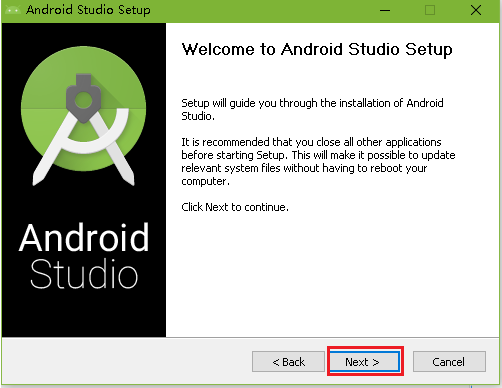 Android Studio Setup
Welcome to Android Studio Setup
Setup will guide you through the installation of Android
Studio.
It is recommended that you close all other applications
before starting Setup. This will make it possible to update
relevant system files without having to reboot your
computer.
Click Next to continue.
Android
Studio
< Back
Next >
Cancel